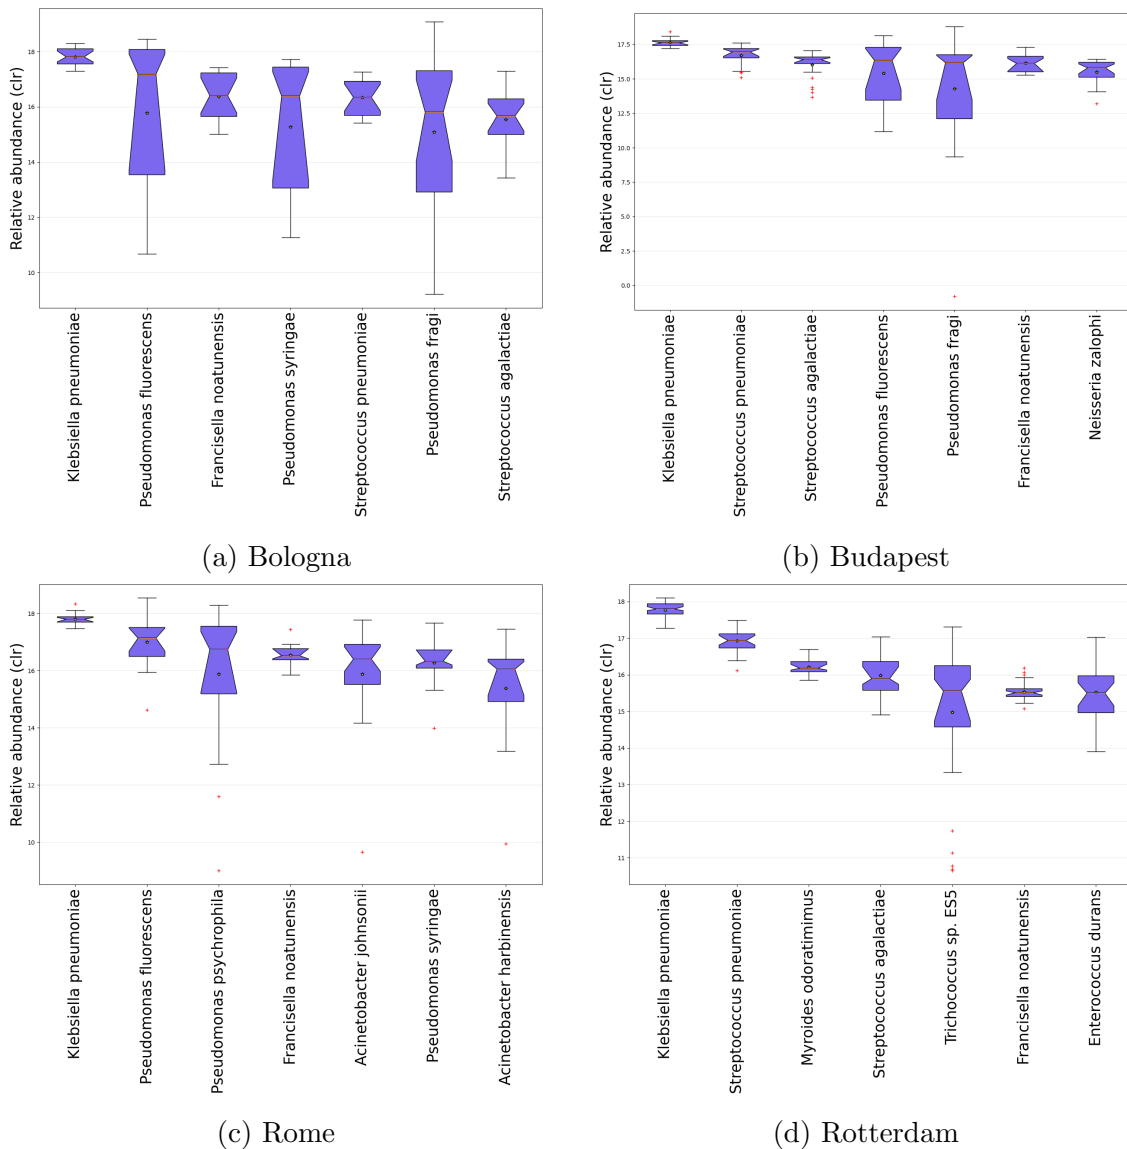 Relative abundance (clr)
18
16
14
12
10
Klebsiella pneumoniae
Pseudomonas fluorescens
Francisella noatunensis
Pseudomonas syringae
Streptococcus pneumoniae
Pseudomonas fragi
Streptococcus agalactiae
(a) Bologna
Relative abundance (clr)
17.5
15.0
12.5
10.0
7.5
5.0
2.5
0.0
Klebsiella pneumoniae
Streptococcus pneumoniae
Streptococcus agalactiae
Pseudomonas fluorescens
Pseudomonas fragi
Francisella noatunensis
Neisseria zalophi
(b) Budapest
Relative abundance (clr)
18
16
14
12
10
Klebsiella pneumoniae
Pseudomonas fluorescens
Pseudomonas psychrophila
Francisella noatunensis
Acinetobacter johnsonii
Pseudomonas syringae
Acinetobacter harbinensis
(c) Rome
Relative abundance (clr)
18
17
16
15
14
13
12
11
Klebsiella pneumoniae
Streptococcus pneumoniae
Myroides odoratimimus
Streptococcus agalactiae
Trichococcus sp. ES5
Francisella noatunensis
Enterococcus durans
(d) Rotterdam